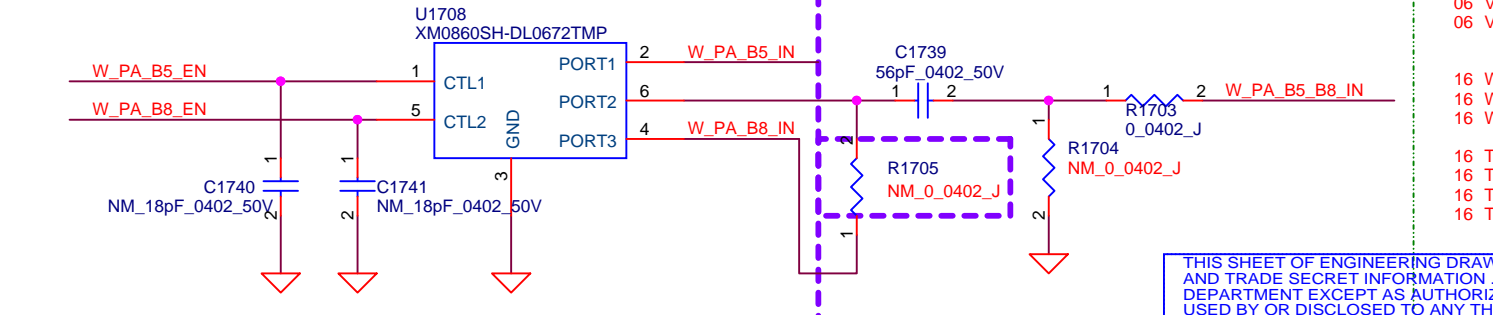 U1708
XM0860SH-DL0672TMP
06 V
06 V
W_PA_B5_EN
1
CTL1
PORT1
2
W_PA_B5_IN
C1739
56pF_0402_50V
W_PA_B8_EN
5
CTL2
GND
PORT2
6
1
2
1
2
W_PA_B5_B8_IN
R1703
0_0402_J
PORT3
4
W_PA_B8_IN
16 W
16 W
16 W
3
1
C1740
NM_18pF_0402_50V
2
1
C1741
NM_18pF_0402_50V
2
2
R1705
NM_0_0402_J
1
1
R1704
NM_0_0402_J
2
16 T
16 T
16 T
16 T
THIS SHEET OF ENGINEERING DRAW
AND TRADE SECRET INFORMATION
DEPARTMENT EXCEPT AS AUTHORIZ
USED BY OR DISCLOSED TO ANY TH